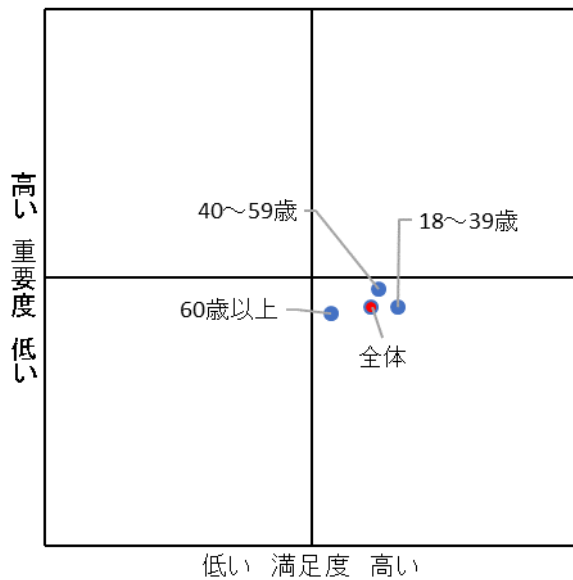 40～59歳
18～39歳
60歳以上
全体
高い 重要度 低い
低い 満足度 高い